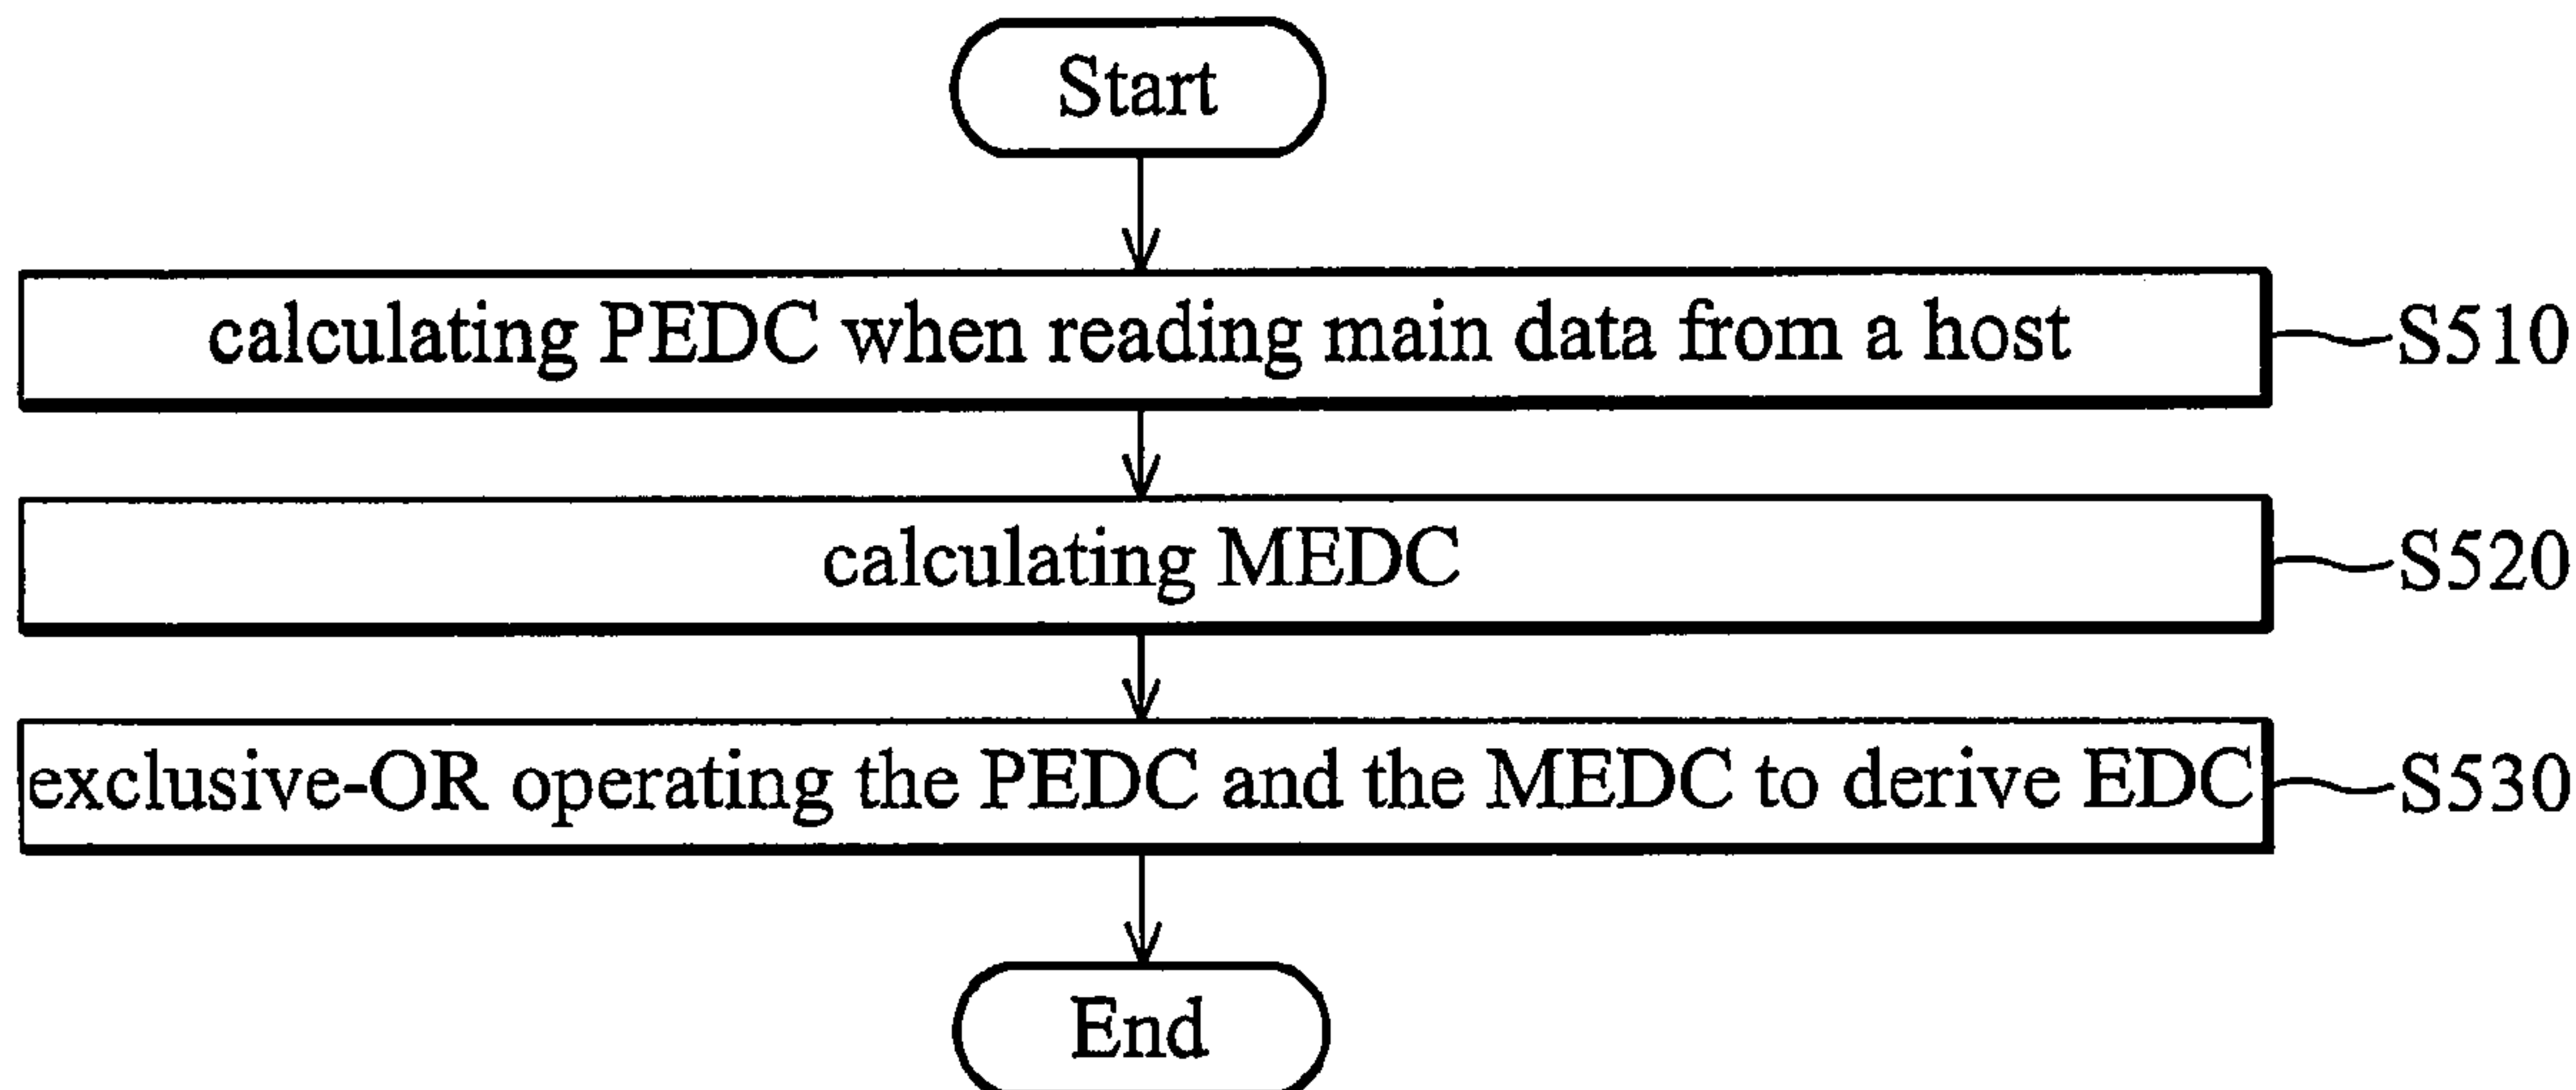 Start
calculating PEDC when reading main data from a host
S510
calculating MEDC
S520
exclusive-OR operating the PEDC and the MEDC to derive EDC
S530
End